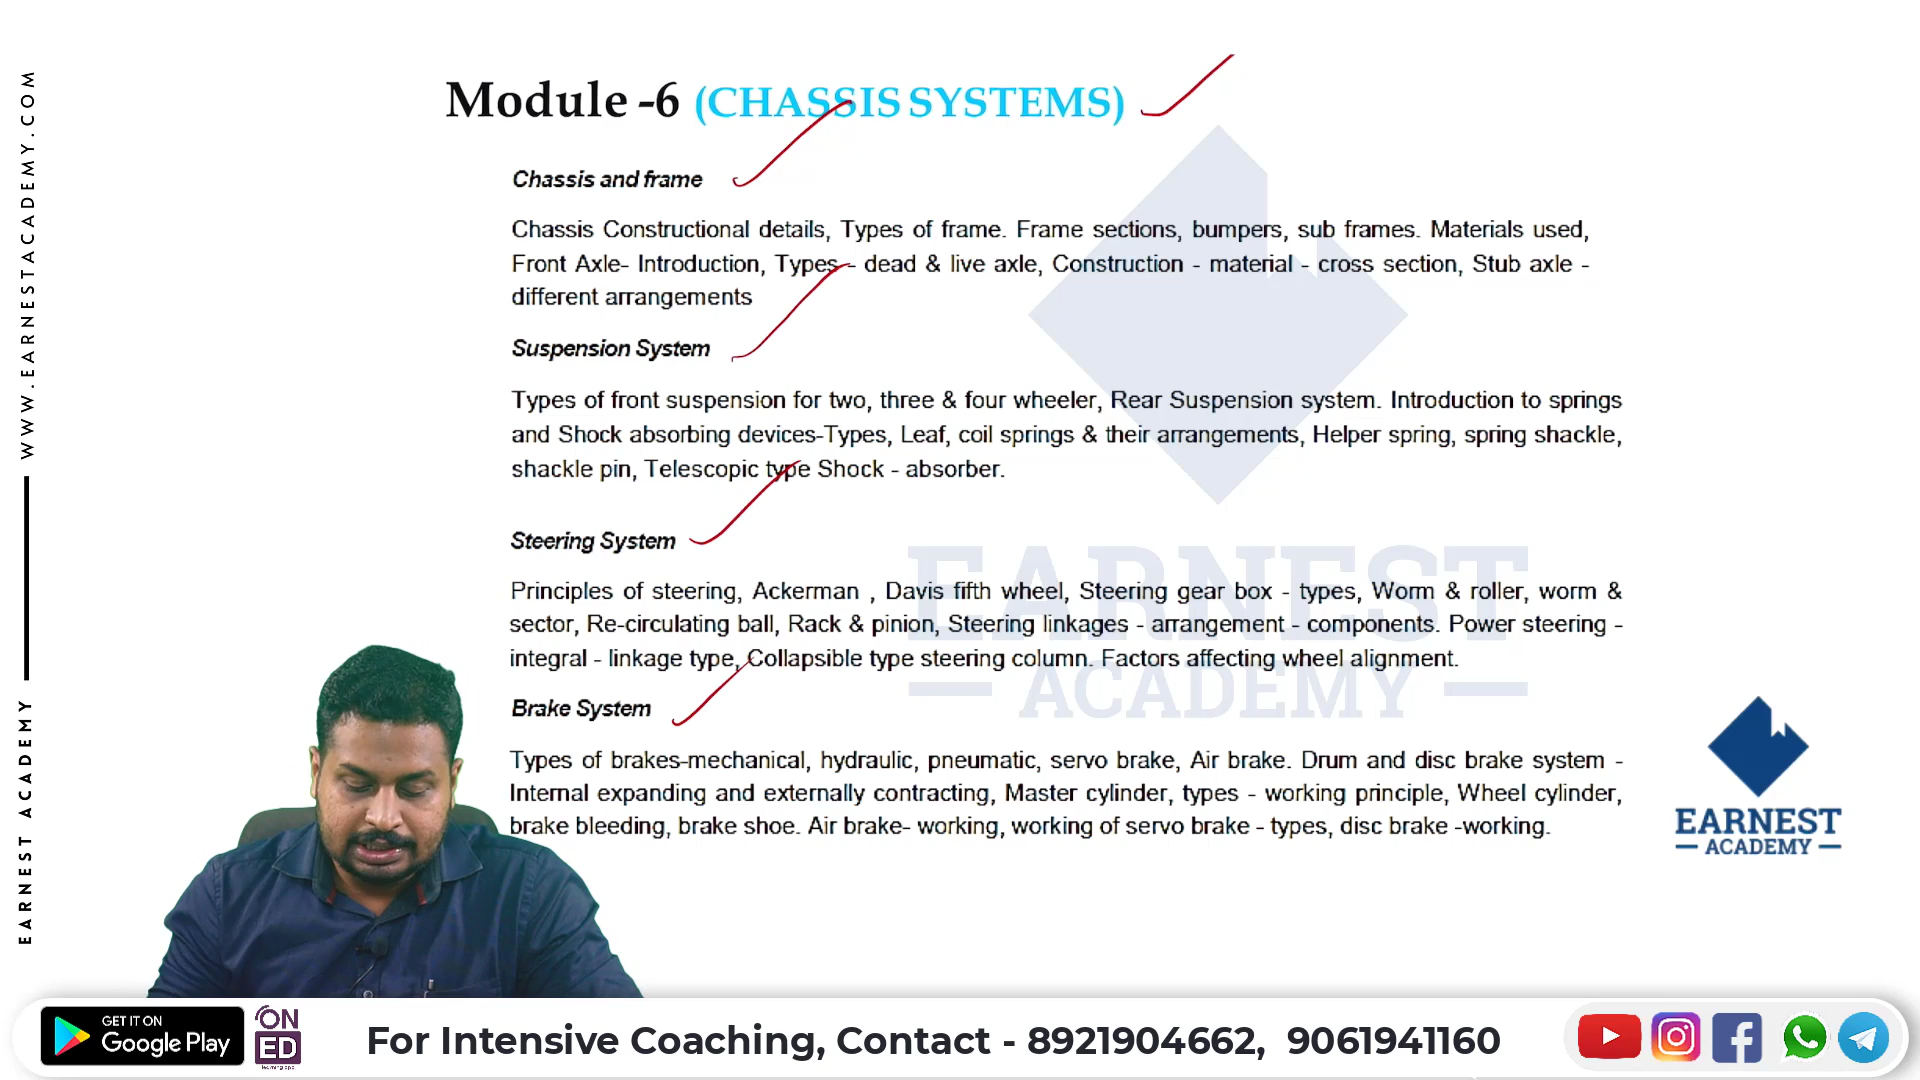 Module -6 (CHASSIS SYSTEMS)
Chassis and frame
Chassis Constructional details, Types of frame. Frame sections, bumpers, sub frames. Materials used,
Front Axle- Introduction, Types - dead & live axle, Construction - material - cross section, Stub axle -
different arrangements
Suspension System
Types of front suspension for two, three & four wheeler, Rear Suspension system. Introduction to springs
and Shock absorbing devices-Types, Leaf, coil springs & their arrangements, Helper spring, spring shackle,
shackle pin, Telescopic type Shock - absorber.
Steering System
Principles of steering, Ackerman , Davis fifth wheel, Steering gear box - types, Worm & roller, worm &
sector, Re-circulating ball, Rack & pinion, Steering linkages - arrangement - components. Power steering -
integral - linkage type, Collapsible type steering column. Factors affecting wheel alignment.
Brake System
Types of brakes-mechanical, hydraulic, pneumatic, servo brake, Air brake. Drum and disc brake system -
Internal expanding and externally contracting, Master cylinder, types - working principle, Wheel cylinder,
brake bleeding, brake shoe. Air brake- working, working of servo brake - types, disc brake -working.
WWW.EARNESTACADEMY.COM
EARNEST ACADEMY
EARNEST
ACADEMY
EARNEST
ACADEMY
GET IT ON
Google Play
ON
ED
learning app
For Intensive Coaching, Contact - 8921904662, 9061941160